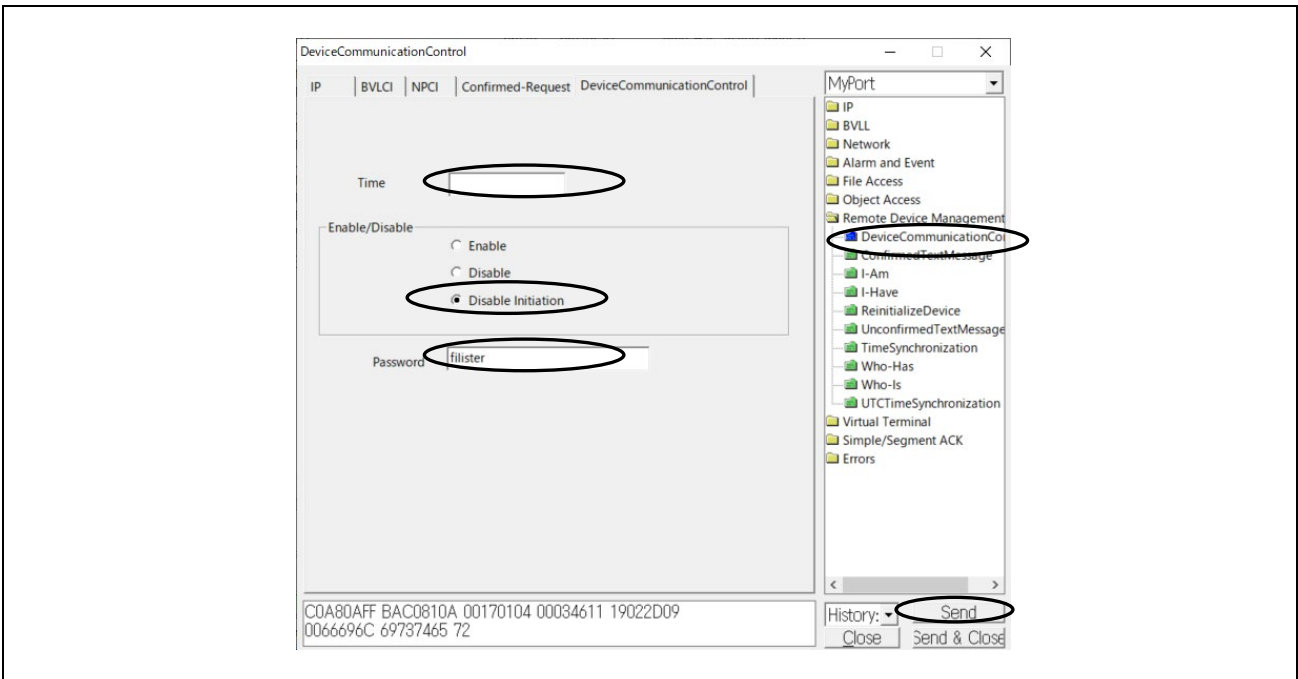 DeviceCommunicationControl
IP BVLCI NPCI Confirmed-Request DeviceCommunicationControl
Time
Enable/Disable
Enable
Disable
Disable Initiation
Password filister
C0A80AFF BAC0810A 00170104 00034611 19022D09
0066696C 69737465 72
MyPort
IP
BVLL
Network
Alarm and Event
File Access
Object Access
Remote Device Management
DeviceCommunicationCo
ConfirmedTextMessage
I-Am
I-Have
ReinitializeDevice
UnconfirmedTextMessage
TimeSynchronization
Who-Has
Who-Is
UTCTimeSynchronization
Virtual Terminal
Simple/Segment ACK
Errors
History: Send
Close Send & Close